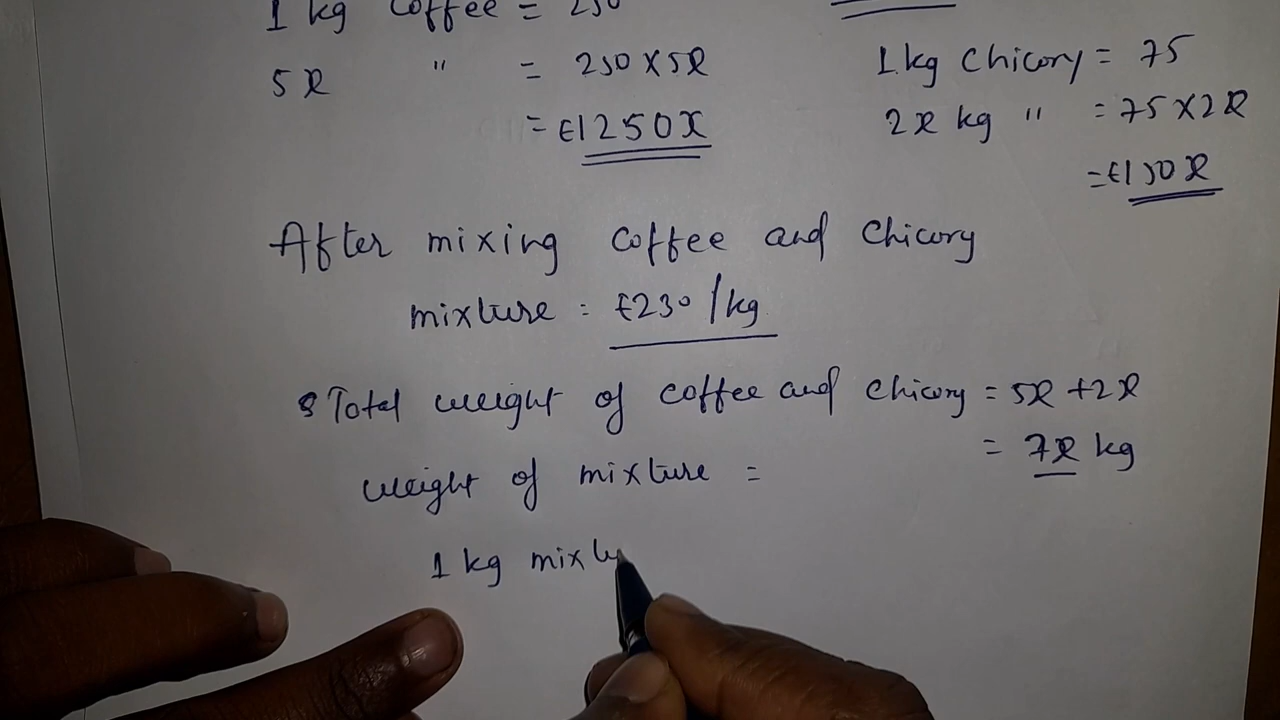 1 kg Coffee = 250
5x " = 250 X 5x
= ₹1250x
1 kg Chicory = 75
2x kg " = 75 X 2x
= ₹150x
After mixing Coffee and Chicory
mixture = ₹230/kg
Total weight of Coffee and Chicory = 5x + 2x
= 7x kg
Weight of mixture =
1 kg mixtu